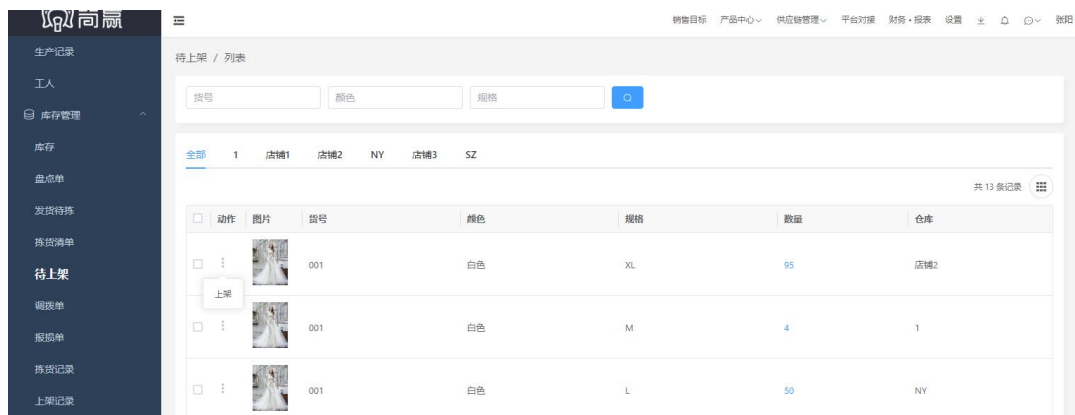 尚赢
销售目标 产品中心 供应链管理 平台对接 财务•报表 设置 张阳
生产记录
工人
库存管理
库存
盘点单
发货待拣
拣货清单
待上架
调拨单
报损单
拣货记录
上架记录
待上架 / 列表
货号 颜色 规格
全部 1 店铺1 店铺2 NY 店铺3 SZ
共 13 条记录
动作 图片 货号 颜色 规格 数量 仓库
001 白色 XL 95 店铺2
上架
001 白色 M 4 1
001 白色 L 50 NY